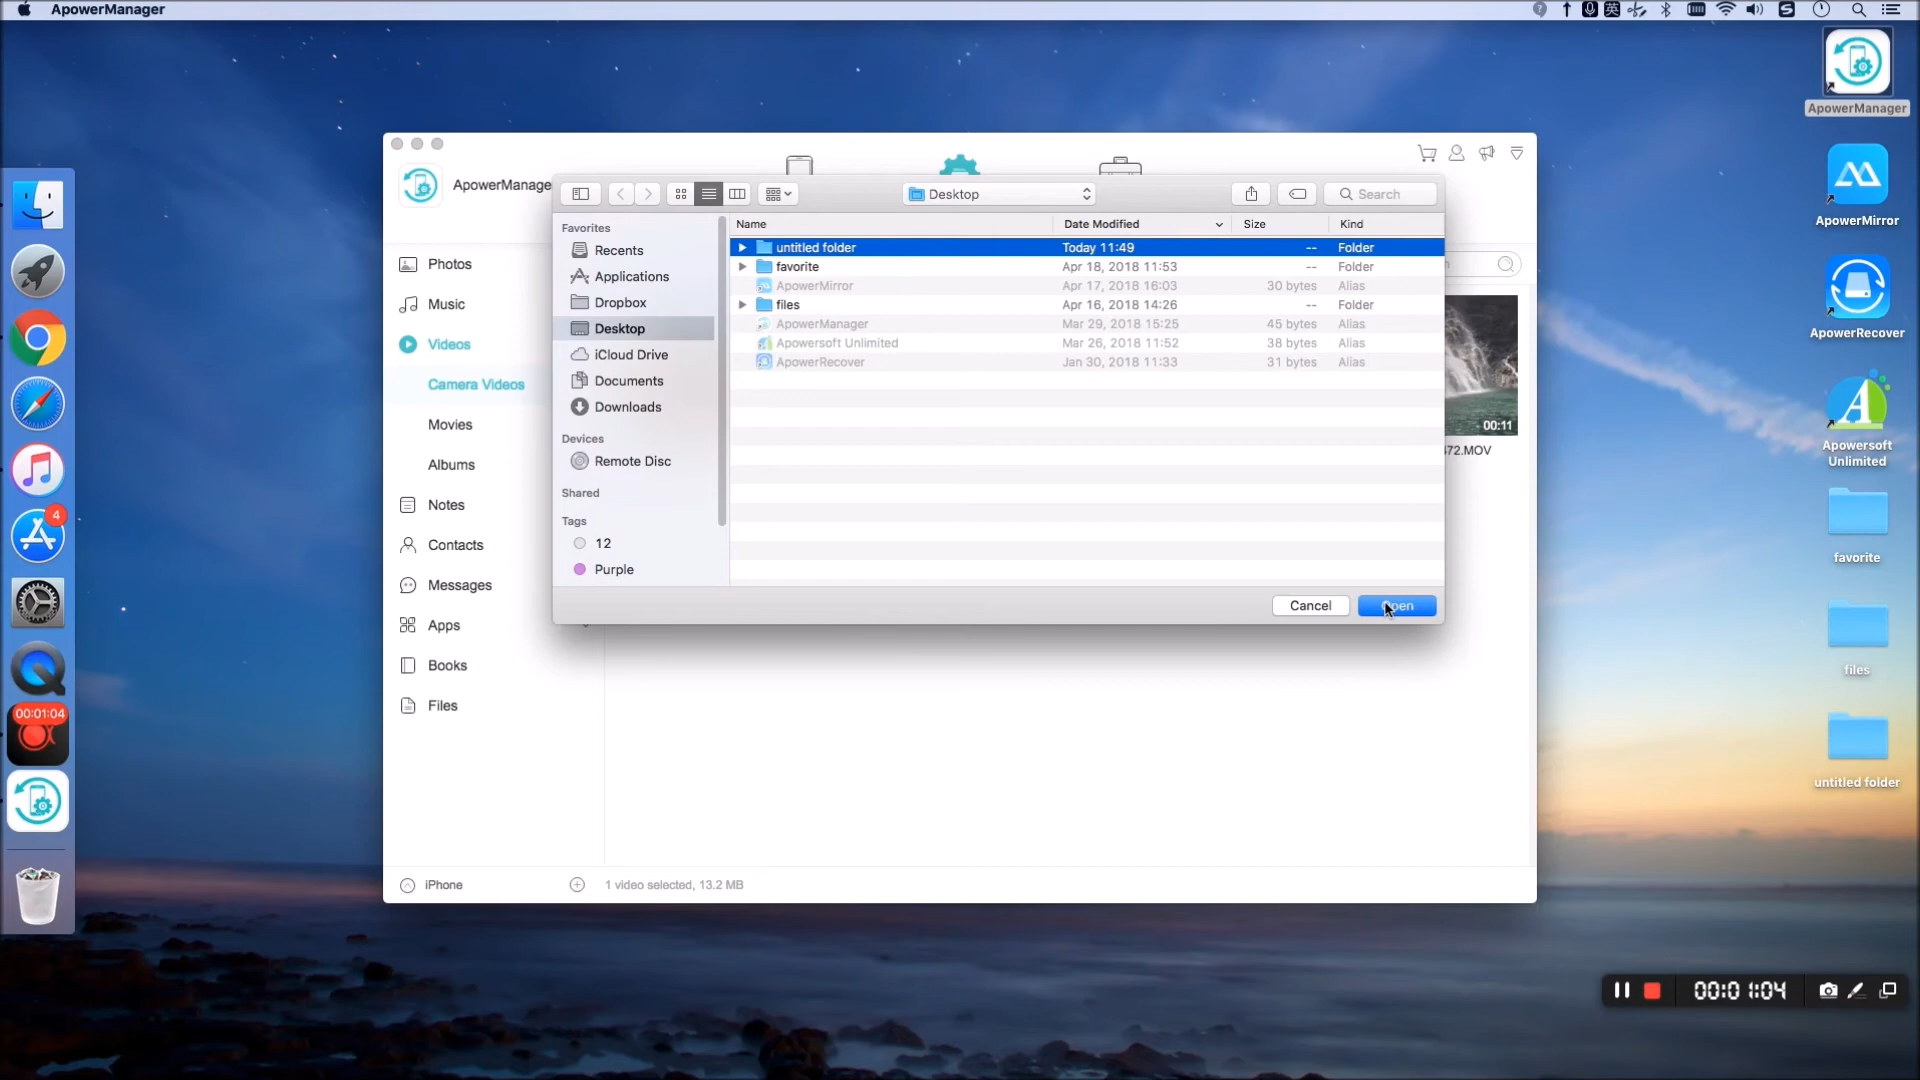 ApowerManager
英
ApowerManage
Photos
Music
Videos
Camera Videos
Movies
Albums
Notes
Contacts
Messages
Apps
Books
Files
iPhone
1 video selected, 13.2 MB
Desktop
Search
Favorites
Recents
Applications
Dropbox
Desktop
iCloud Drive
Documents
Downloads
Devices
Remote Disc
Shared
Tags
12
Purple
Name Date Modified Size Kind
untitled folder Today 11:49 -- Folder
favorite Apr 18, 2018 11:53 -- Folder
ApowerMirror Apr 17, 2018 16:03 30 bytes Alias
files Apr 16, 2018 14:26 -- Folder
ApowerManager Mar 29, 2018 15:25 45 bytes Alias
Apowersoft Unlimited Mar 26, 2018 11:52 38 bytes Alias
ApowerRecover Jan 30, 2018 11:33 31 bytes Alias
Cancel Open
00:11
72.MOV
4
00:01:04
ApowerManager
ApowerMirror
ApowerRecover
Apowersoft
Unlimited
favorite
files
untitled folder
00:01:04